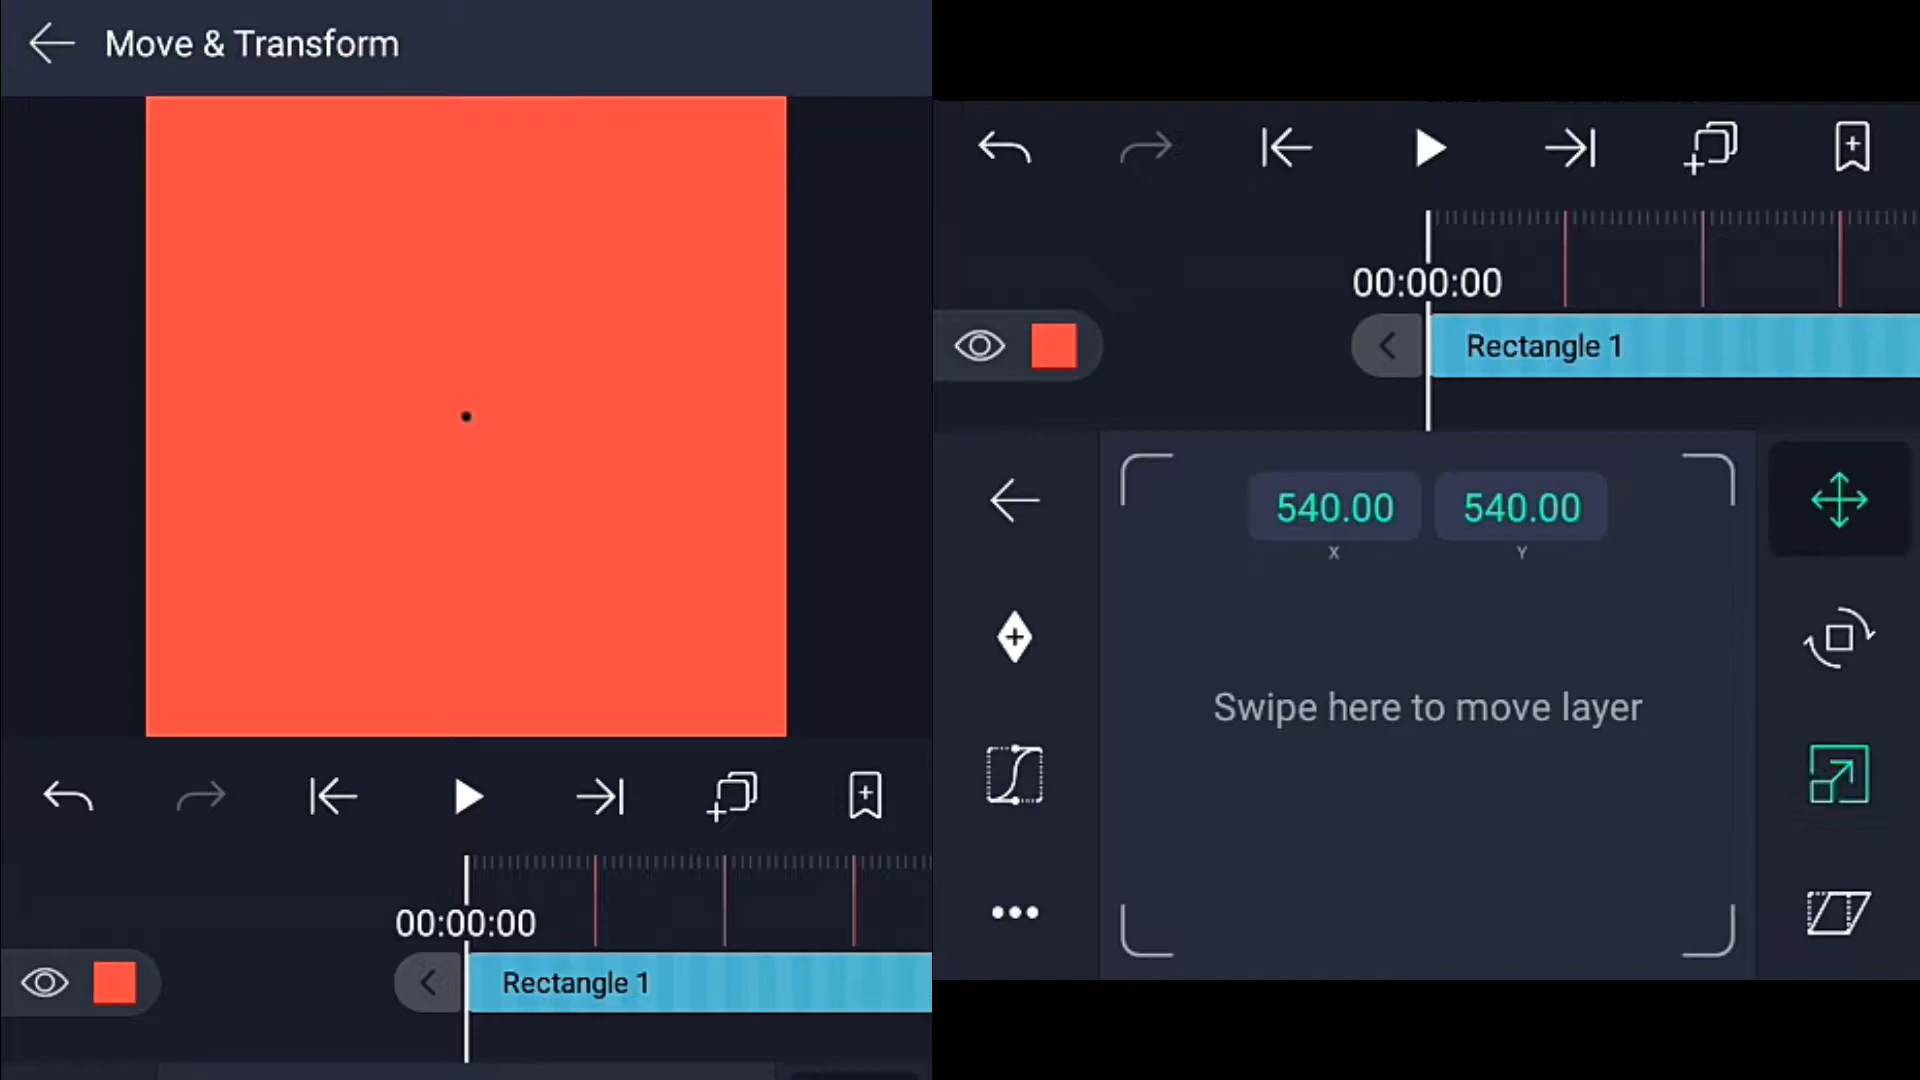 Move & Transform
00:00:00
Rectangle 1
00:00:00
Rectangle 1
540.00 540.00
X Y
Swipe here to move layer